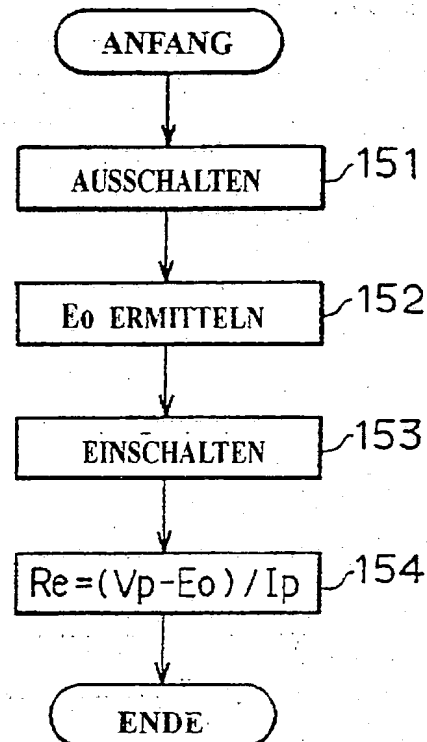 ANFANG
AUSSCHALTEN 151
Eo ERMITTELN 152
EINSCHALTEN 153
Re=(Vp-Eo)/Ip 154
ENDE